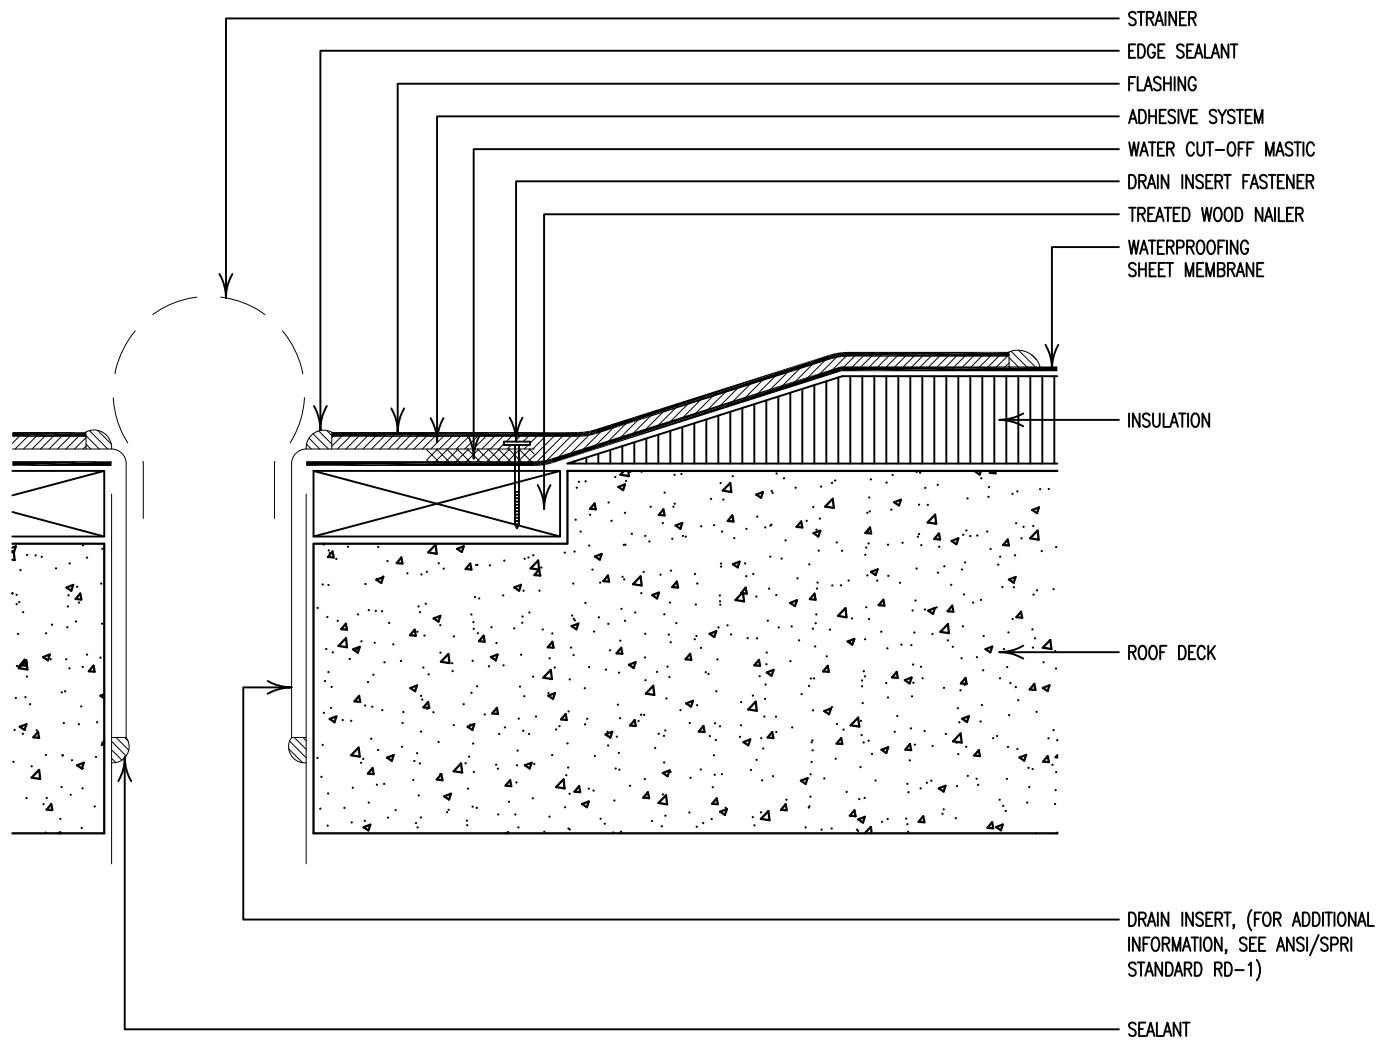 STRAINER
EDGE SEALANT
FLASHING
ADHESIVE SYSTEM
WATER CUT-OFF MASTIC
DRAIN INSERT FASTENER
TREATED WOOD NAILER
WATERPROOFING
SHEET MEMBRANE
INSULATION
ROOF DECK
DRAIN INSERT, (FOR ADDITIONAL
INFORMATION, SEE ANSI/SPRI
STANDARD RD-1)
SEALANT